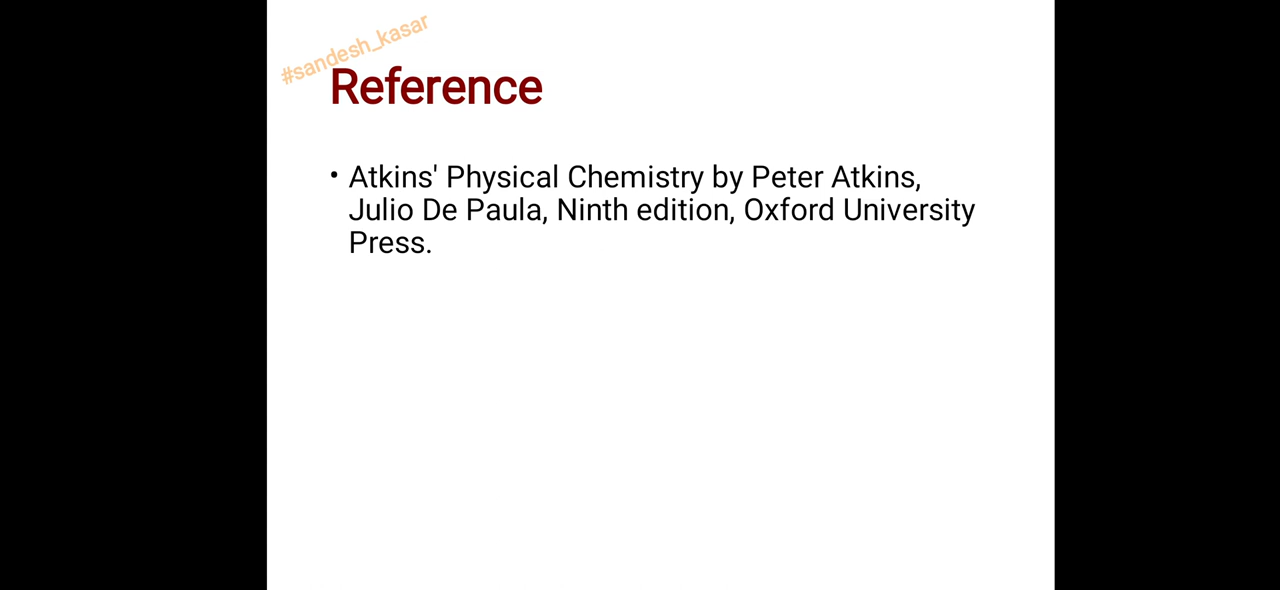 #sandesh_kasar
Reference
• Atkins' Physical Chemistry by Peter Atkins,
Julio De Paula, Ninth edition, Oxford University
Press.